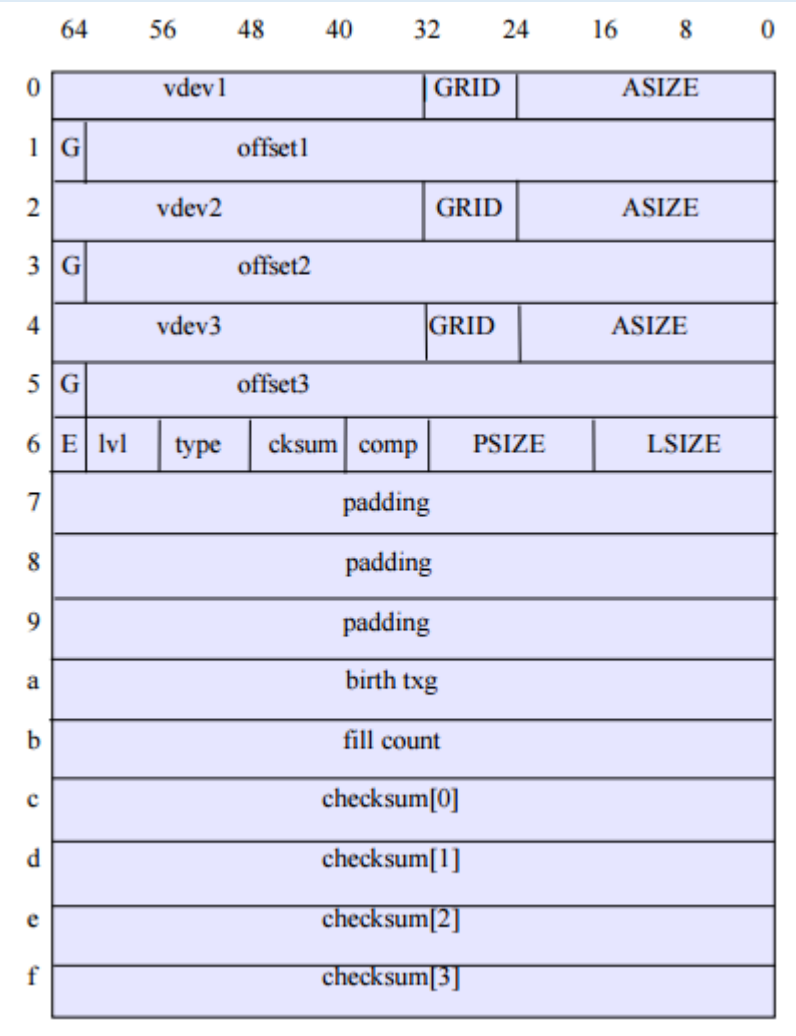 64 56 48 40 32 24 16 8 0
0 vdev1 GRID ASIZE
1 G offset1
2 vdev2 GRID ASIZE
3 G offset2
4 vdev3 GRID ASIZE
5 G offset3
6 E lvl type cksum comp PSIZE LSIZE
7 padding
8 padding
9 padding
a birth txg
b fill count
c checksum[0]
d checksum[1]
e checksum[2]
f checksum[3]